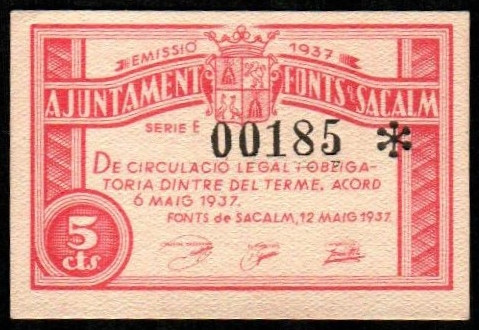 EMISSIÓ 1937
AJUNTAMENT FONTS de SACALM
SERIE E 00185 *
DE CIRCULACIÓ LEGAL I OBLIGA-
TORIA DINTRE DEL TERME, ACORD
6 MAIG 1937.
FONTS de SACALM, 12 MAIG 1937.
5
cts.